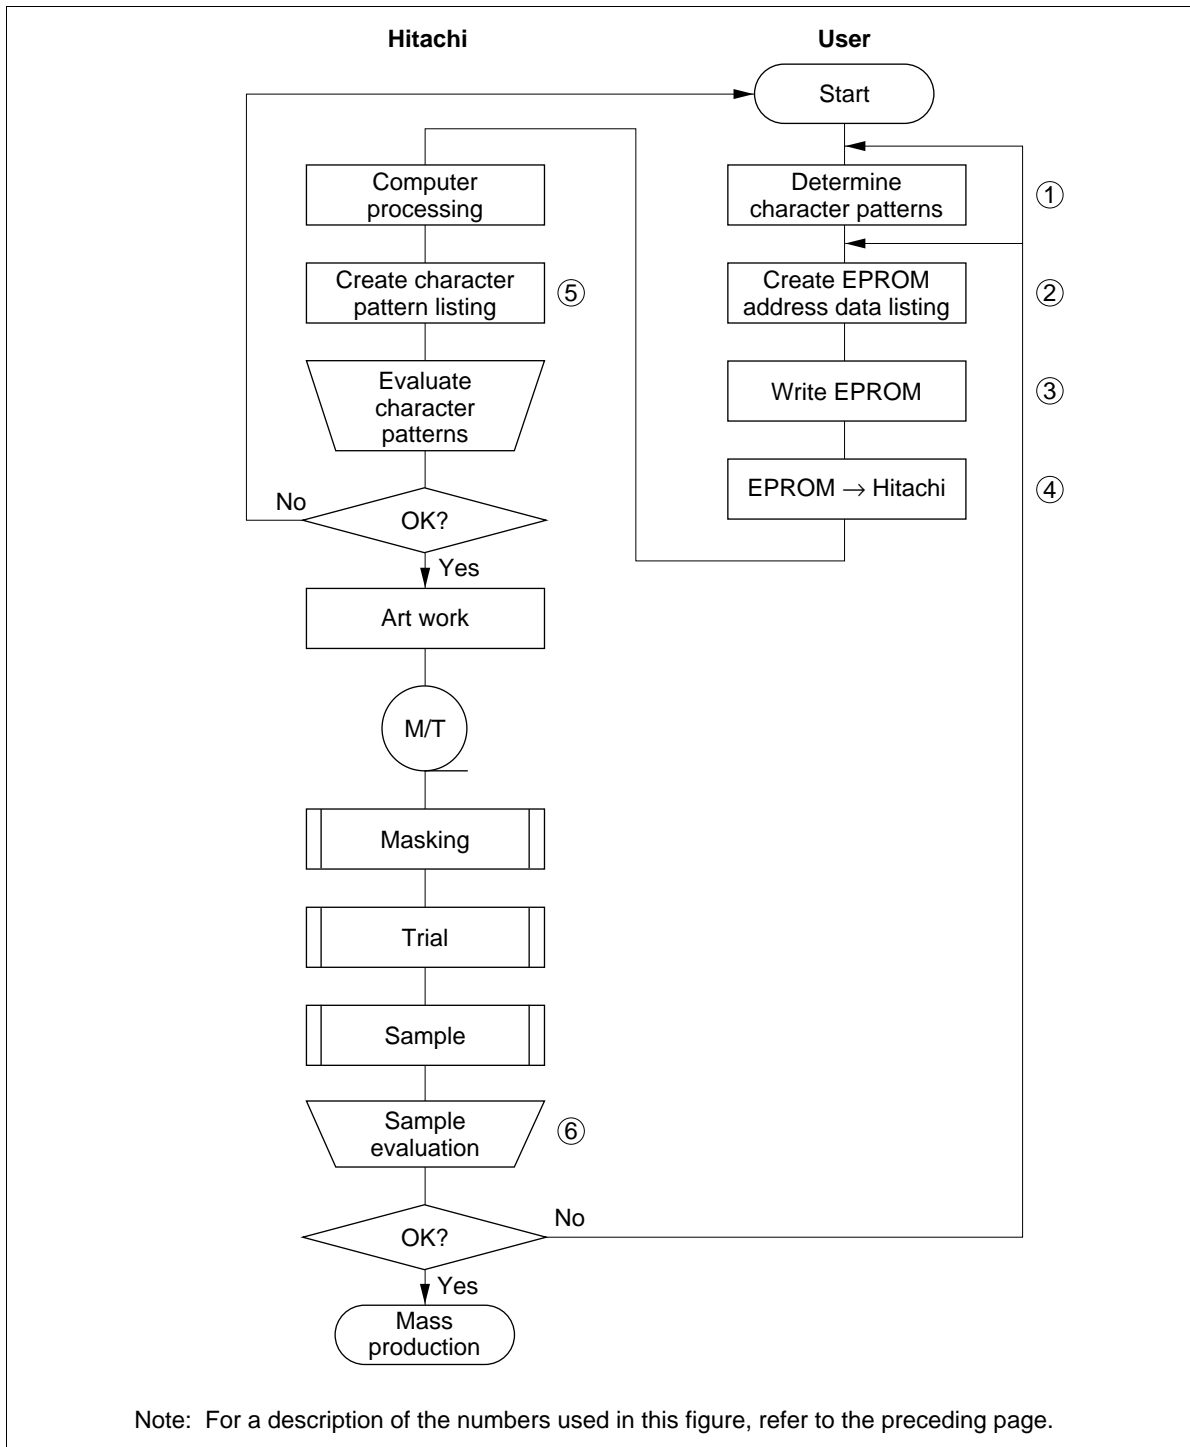 Hitachi
User
Start
Computer
processing
Determine
character patterns
①
Create character
pattern listing
⑤
Create EPROM
address data listing
②
Evaluate
character
patterns
Write EPROM
③
EPROM → Hitachi
④
No
OK?
Yes
Art work
M/T
Masking
Trial
Sample
Sample
evaluation
⑥
OK?
No
Yes
Mass
production
Note: For a description of the numbers used in this figure, refer to the preceding page.